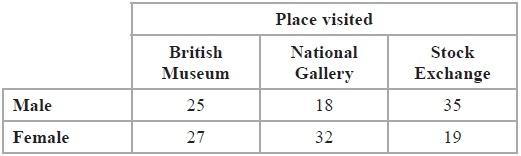 Place visited
British Museum National Gallery Stock Exchange
Male 25 18 35
Female 27 32 19